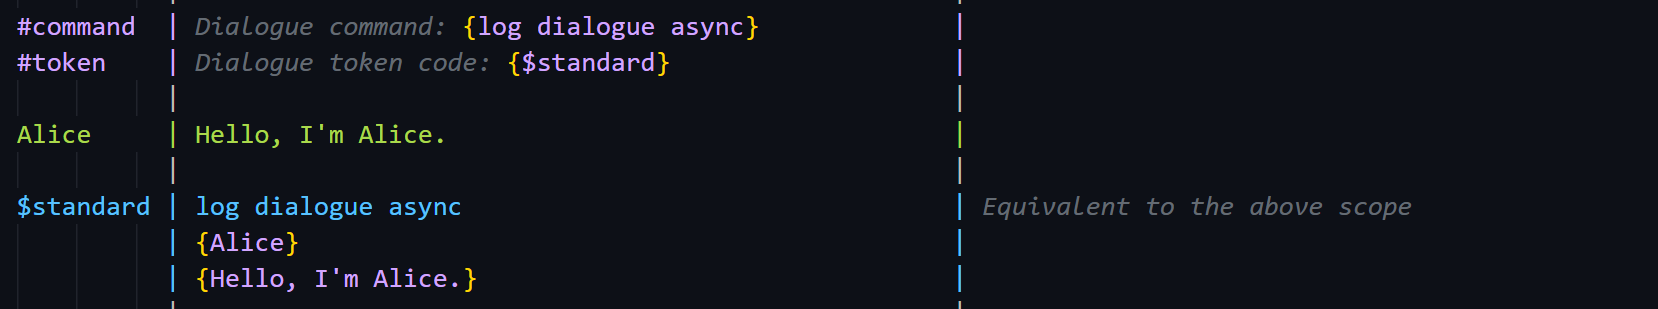 #command | Dialogue command: {log dialogue async} |
#token | Dialogue token code: {$standard} |
| |
Alice | Hello, I'm Alice. |
| |
$standard | log dialogue async | Equivalent to the above scope
| {Alice} |
| {Hello, I'm Alice.} |